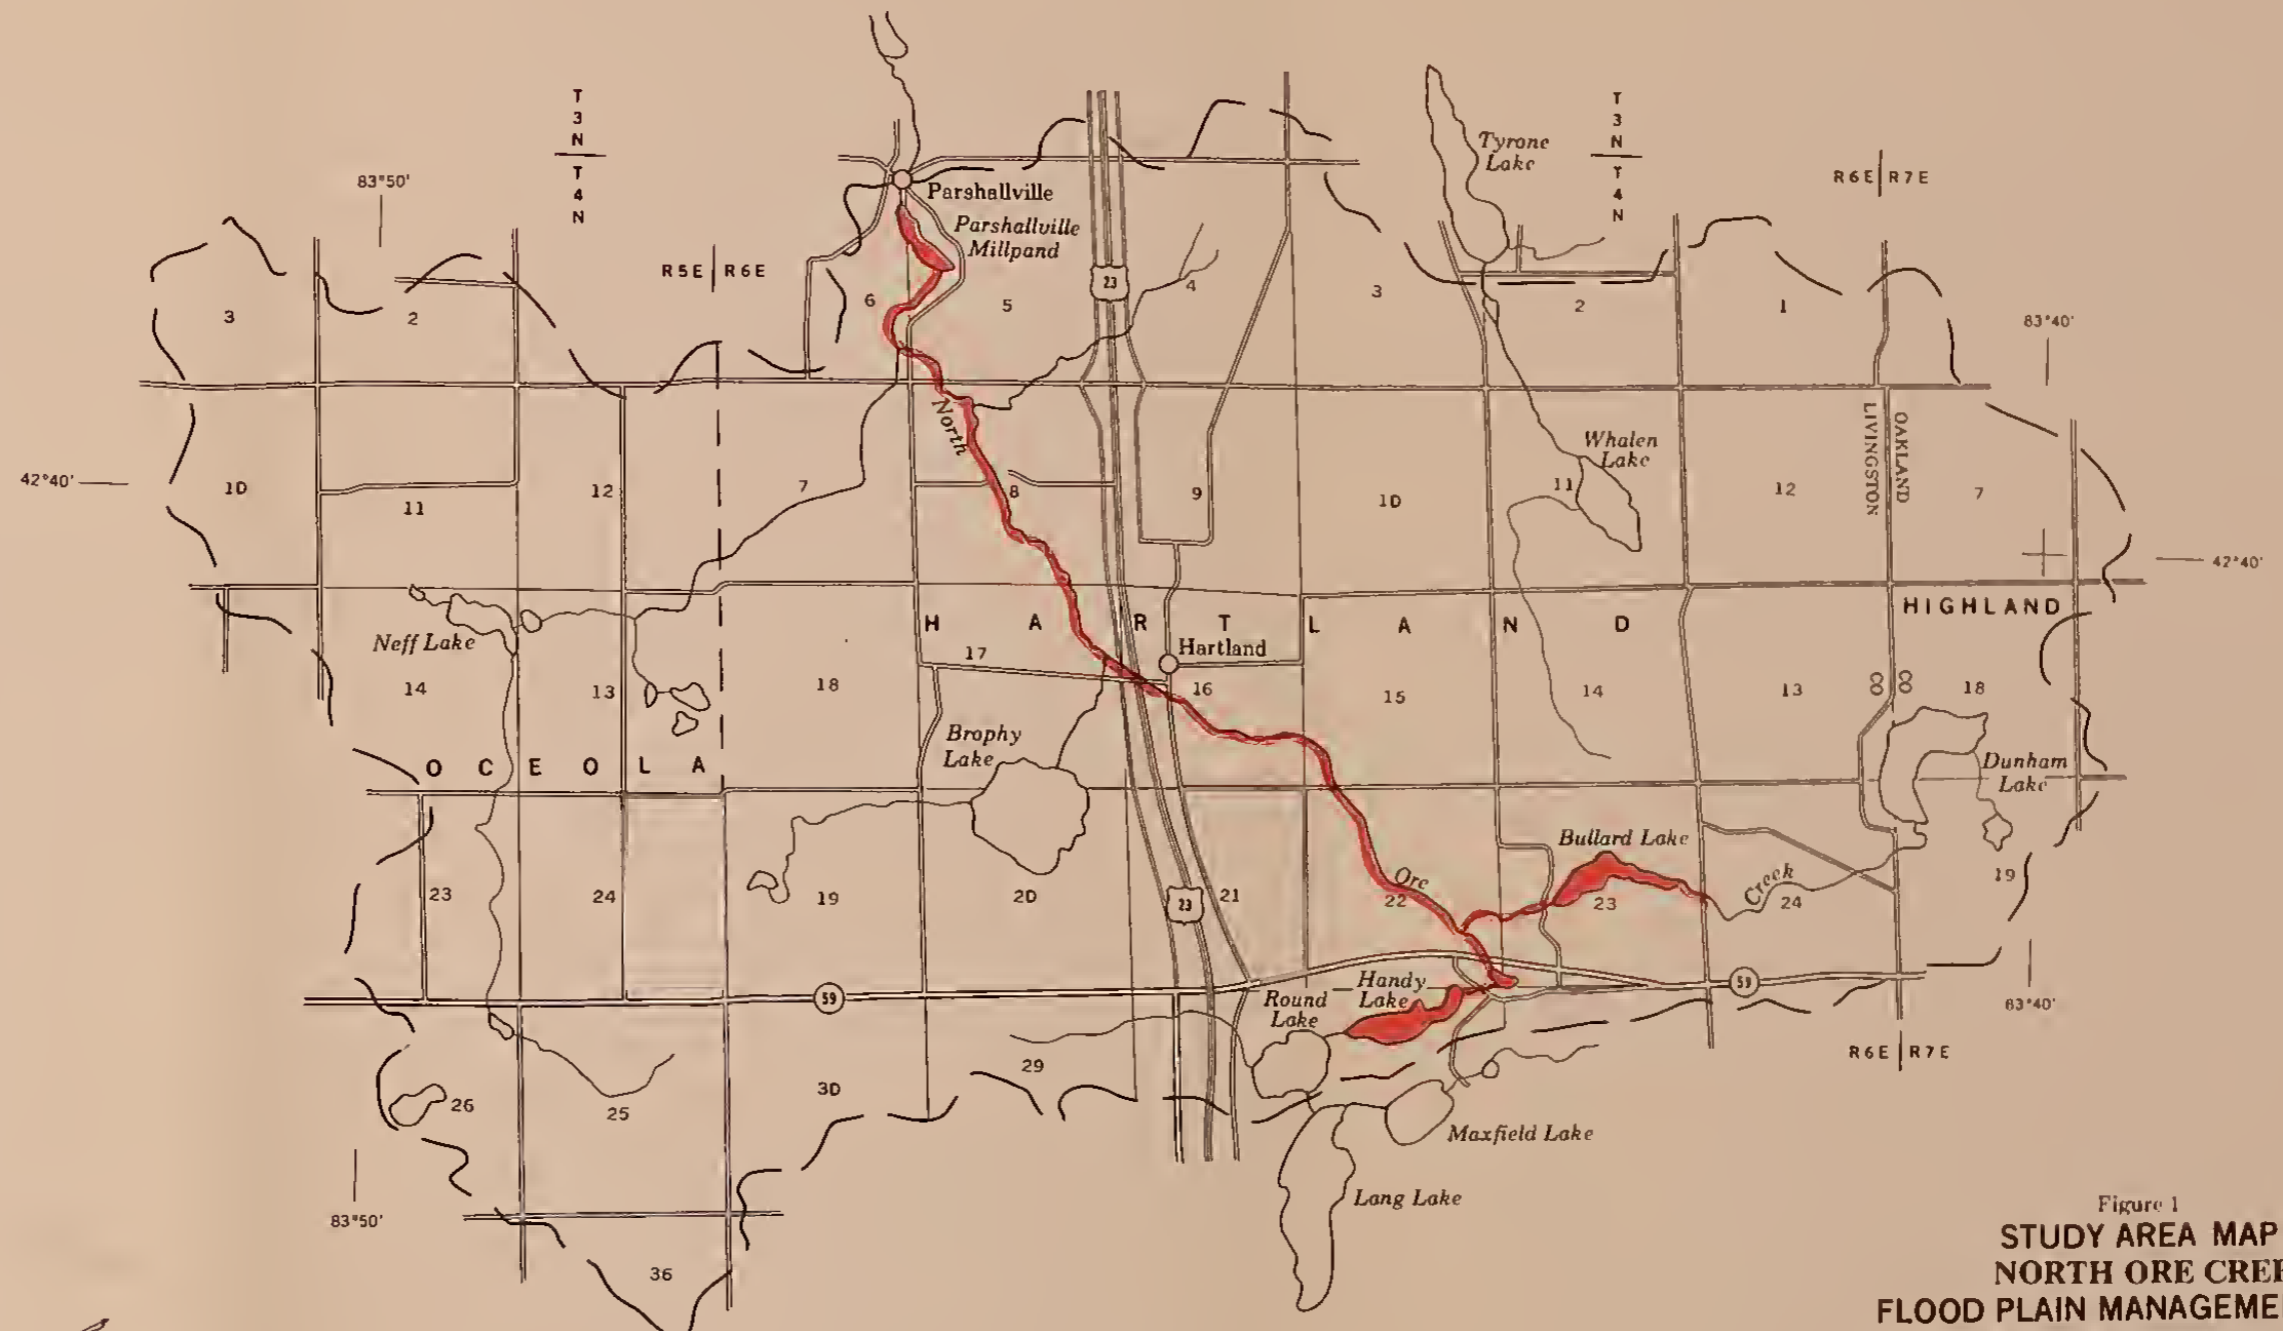 T
3
N
T
4
N
T
3
N
T
4
N
Tyrone
Lake
83°50'
R6E R7E
Parshallville
Parshallville
Millpand
R5E R6E
23
6
5
4
3
2
1
3
2
83°40'
North
LIVINGSTON
OAKLAND
Whalen
Lake
42°40'
1D
11
12
7
8
9
1D
11
12
7
42°40'
HIGHLAND
H A R T L A N D
Neff Lake
17
Hartland
14
13
18
16
15
14
13
18
Brophy
Lake
Dunham
Lake
O C E O L A
Bullard Lake
Ore
Creek
23
24
19
2D
23
21
22
23
24
19
Handy
Lake
Round
Lake
59
59
83°40'
R6E R7E
29
3D
26
25
Maxfield Lake
Lang Lake
83°50'
36
Figure 1
STUDY AREA MAP
NORTH ORE CREE
FLOOD PLAIN MANAGEME